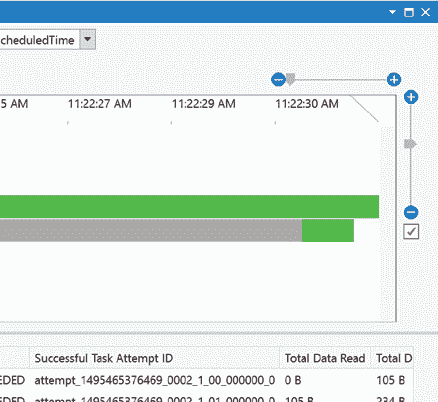 cheduledTime
5 AM 11:22:27 AM 11:22:29 AM 11:22:30 AM
Successful Task Attempt ID Total Data Read Total D
EDED attempt_1495465376469_0002_1_00_000000_0 0 B 105 B
EDED attempt_1495465376469_0002_1_01_000000_0 105 B 234 B